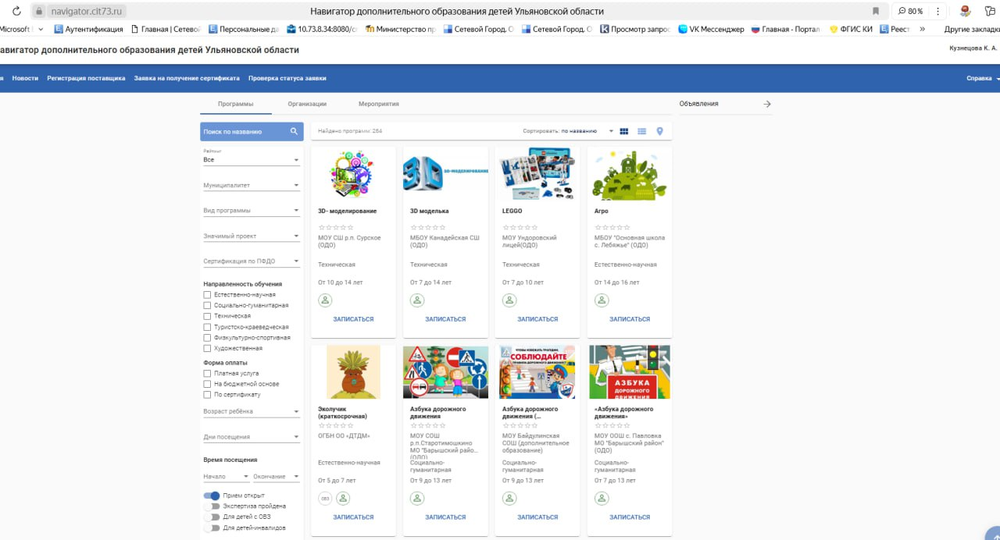 navigator.cit73.ru
Навигатор дополнительного образования детей Ульяновской области
80 %
Microsoft
Аутентификация
Главная | Сетевой
Персональные да
10.73.8.34:8080/cs
Министерство пр
Сетевой Город. О
Сетевой Город. О
Просмотр запрос
VK Мессенджер
Главная - Портал
ФГИС КИ
Реест
»
Другие закладки
авигатор дополнительного образования детей Ульяновской области
Кузнецова К. А.
я Новости Регистрация поставщика Заявка на получение сертификата Проверка статуса заявки
Справка
Программы Организации Мероприятия
Объявления
Поиск по названию
Найдено программ: 264
Сортировать: по названию
Рейтинг
Все
Муниципалитет
Вид программы
Значимый проект
Сертификация по ПФДО
Направленность обучения
Естественно-научная
Социально-гуманитарная
Техническая
Туристско-краеведческая
Физкультурно-спортивная
Художественная
Форма оплаты
Платная услуга
На бюджетной основе
По сертификату
Возраст ребёнка
Дни посещения
Время посещения
Начало Окончание
Прием открыт
Экспертиза пройдена
Для детей с ОВЗ
Для детей-инвалидов
3D- моделирование
МОУ СШ р.п. Сурское
(ОДО)
Техническая
От 10 до 14 лет
ЗАПИСАТЬСЯ
3D
3D-МОДЕЛИРОВАНИЕ
3D моделька
МБОУ Канадейская СШ
(ОДО)
Техническая
От 7 до 14 лет
ЗАПИСАТЬСЯ
LEGGO
МОУ Ундоровский
лицей(ОДО)
Техническая
От 7 до 10 лет
ЗАПИСАТЬСЯ
Агро
МБОУ "Основная школа
с. Лебяжье" (ОДО)
Естественно-научная
От 14 до 16 лет
ЗАПИСАТЬСЯ
Эколучик
(краткосрочная)
ОГБН ОО «ДТДМ»
Естественно-научная
От 5 до 7 лет
ОВЗ
ЗАПИСАТЬСЯ
Азбука дорожного
движения
МОУ СОШ
р.п.Старотимошкино
МО "Барышский райо...
(ОДО)
Социально-
гуманитарная
От 9 до 13 лет
ЗАПИСАТЬСЯ
ЧТОБЫ ИЗБЕЖАТЬ ТРАГЕДИИ,
СОБЛЮДАЙТЕ
ПРАВИЛА ДОРОЖНОГО ДВИЖЕНИЯ!
Азбука дорожного
движения (…
МОУ Байдулинская
СОШ (дополнительное
образование)
Социально-
гуманитарная
От 9 до 13 лет
ЗАПИСАТЬСЯ
АЗБУКА
ДОРОЖНОГО
ДВИЖЕНИЯ
«Азбука дорожного
движения»
МОУ ООШ с. Павловка
МО "Барышский район"
(ОДО)
Социально-
гуманитарная
От 7 до 13 лет
ЗАПИСАТЬСЯ